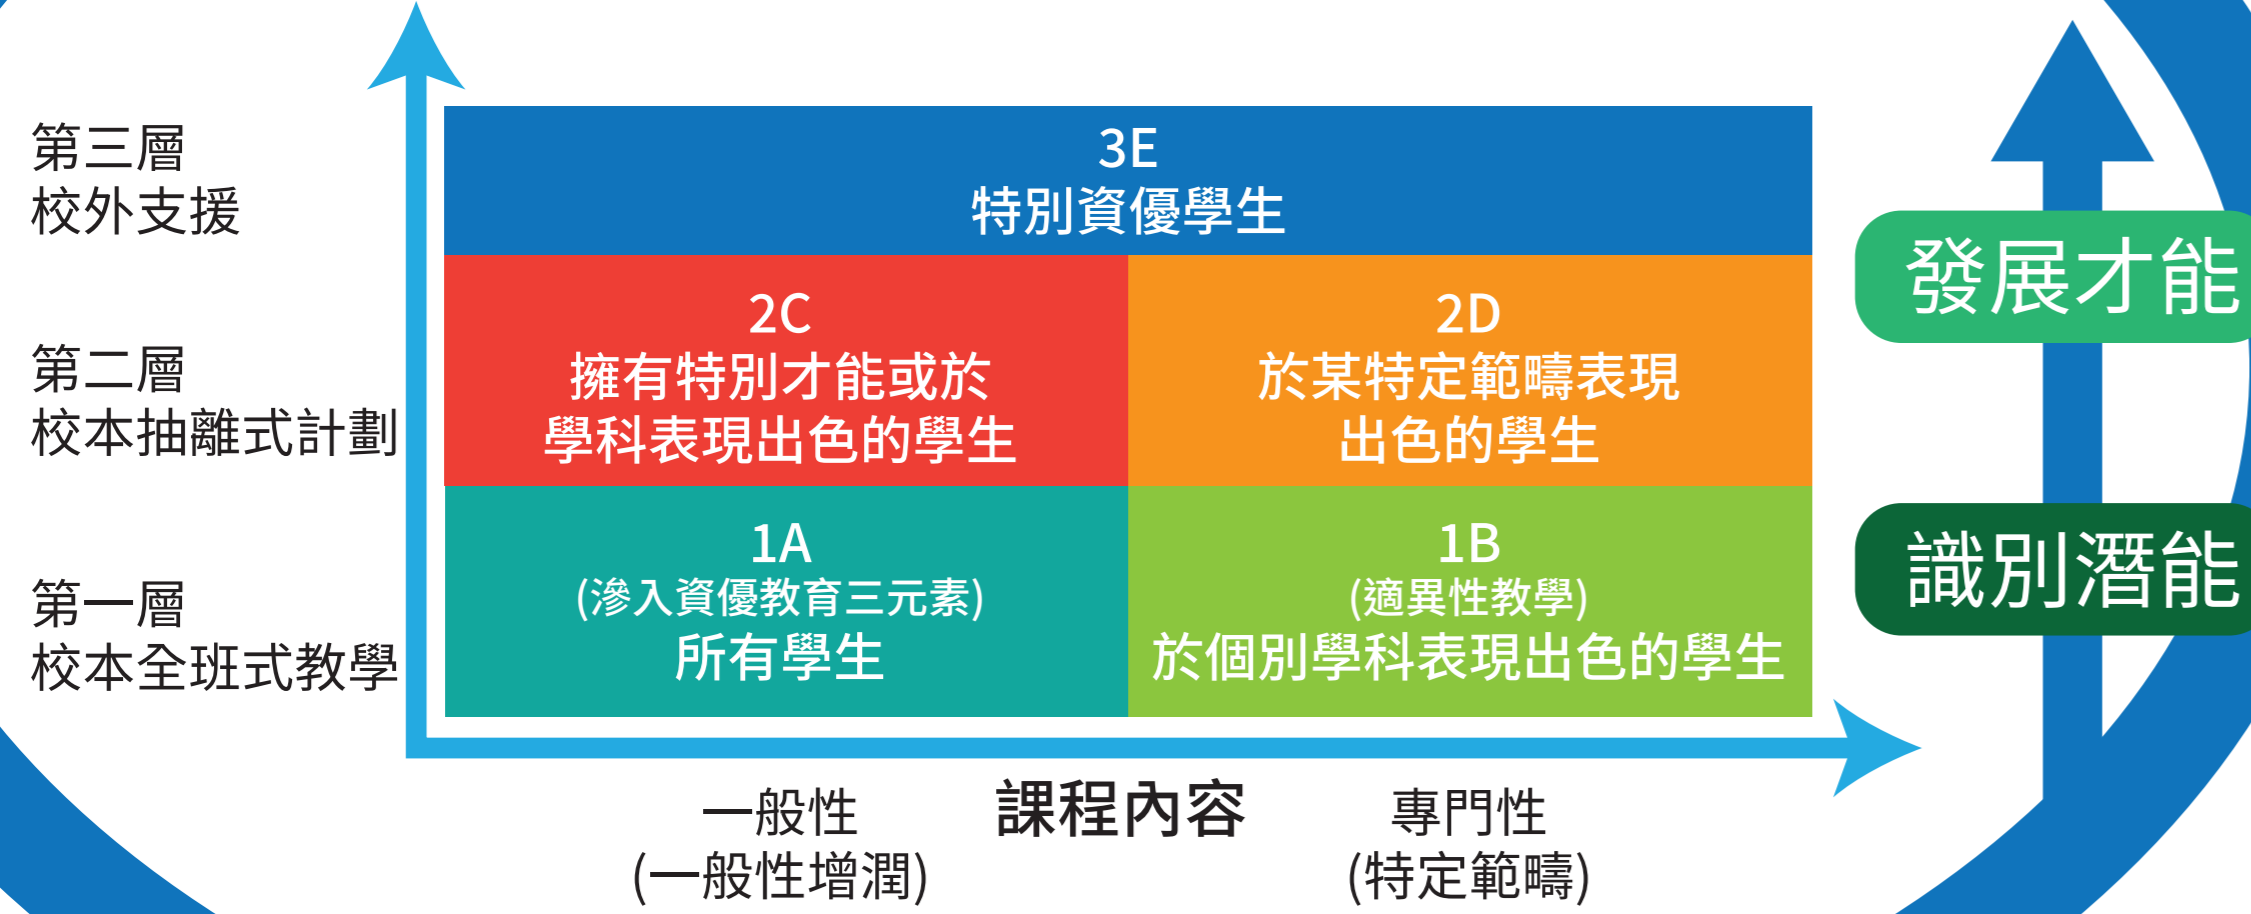 第三層
校外支援
3E
特別資優學生
發展才能
第二層
校本抽離式計劃
2C
擁有特別才能或於
學科表現出色的學生
2D
於某特定範疇表現
出色的學生
識別潛能
第一層
校本全班式教學
1A
(滲入資優教育三元素)
所有學生
1B
(適異性教學)
於個別學科表現出色的學生
一般性
(一般性增潤)
課程內容
專門性
(特定範疇)